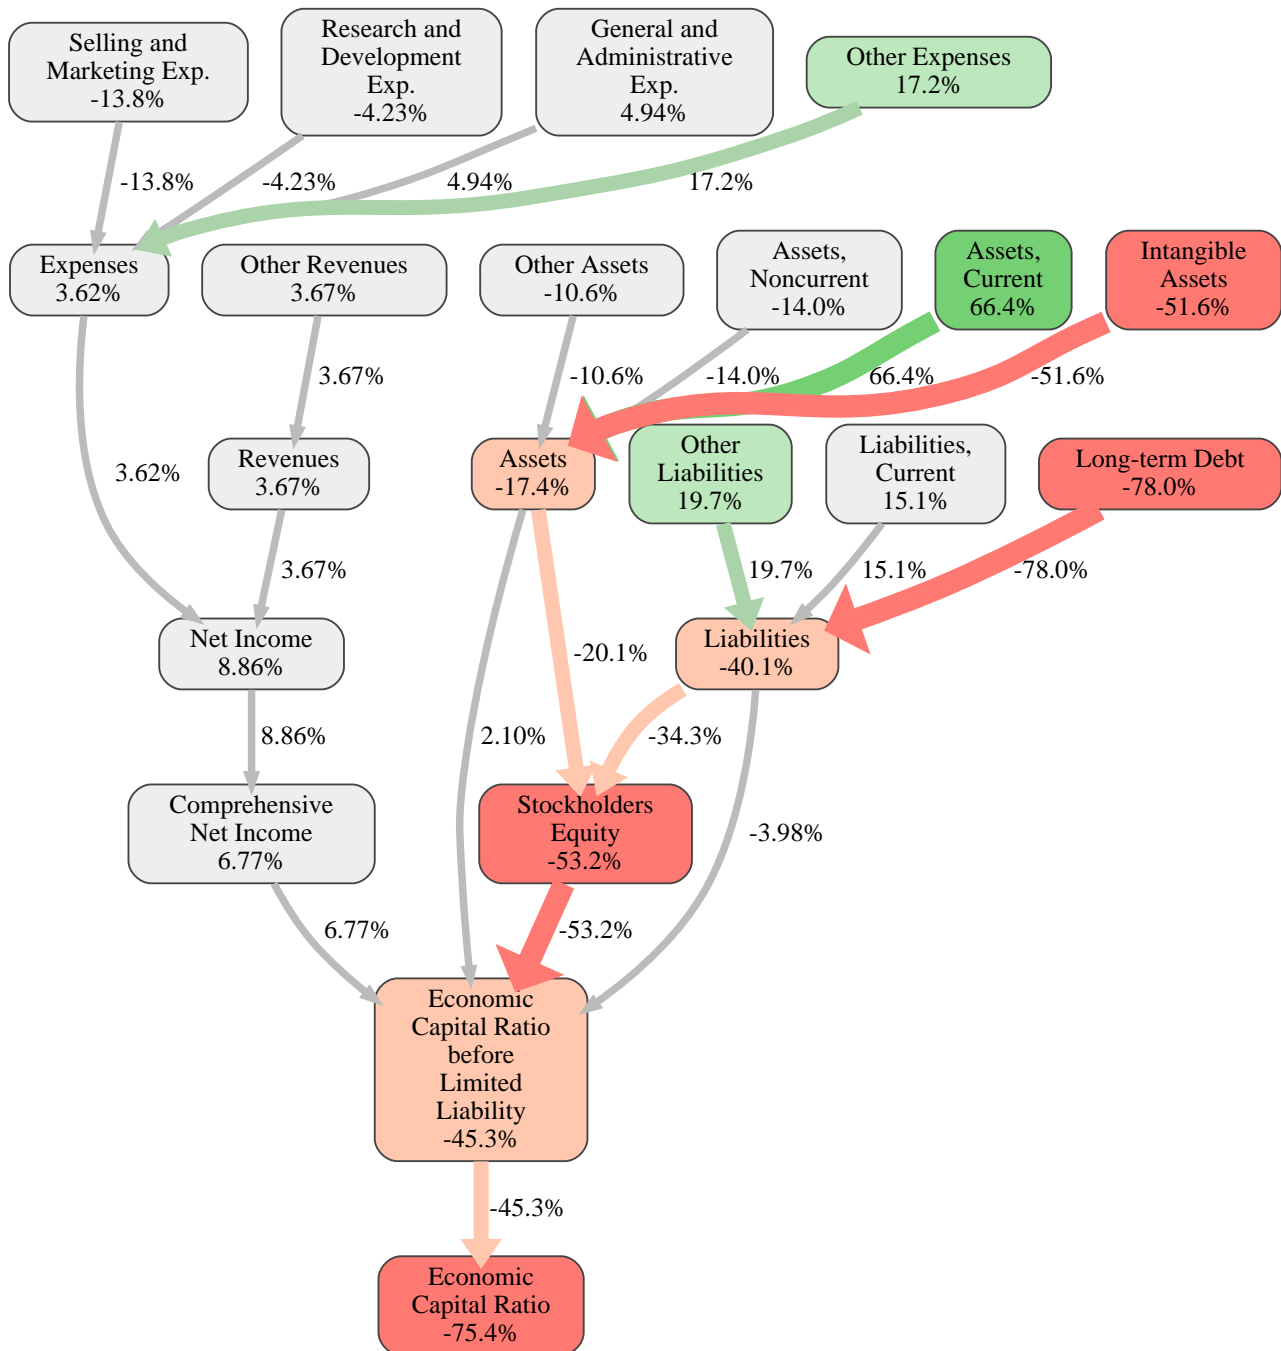 Selling and
Marketing Exp.
-13.8%
Research and
Development
Exp.
-4.23%
General and
Administrative
Exp.
4.94%
Other Expenses
17.2%
-13.8%
-4.23%
4.94%
17.2%
Expenses
3.62%
Other Revenues
3.67%
Other Assets
-10.6%
Assets,
Noncurrent
-14.0%
Assets,
Current
66.4%
Intangible
Assets
-51.6%
3.67%
-10.6%
-14.0%
66.4%
-51.6%
3.62%
Revenues
3.67%
Assets
-17.4%
Other
Liabilities
19.7%
Liabilities,
Current
15.1%
Long-term Debt
-78.0%
3.67%
19.7%
15.1%
-78.0%
Net Income
8.86%
-20.1%
Liabilities
-40.1%
8.86%
2.10%
-34.3%
Comprehensive
Net Income
6.77%
Stockholders
Equity
-53.2%
-3.98%
6.77%
-53.2%
Economic
Capital Ratio
before
Limited
Liability
-45.3%
-45.3%
Economic
Capital Ratio
-75.4%